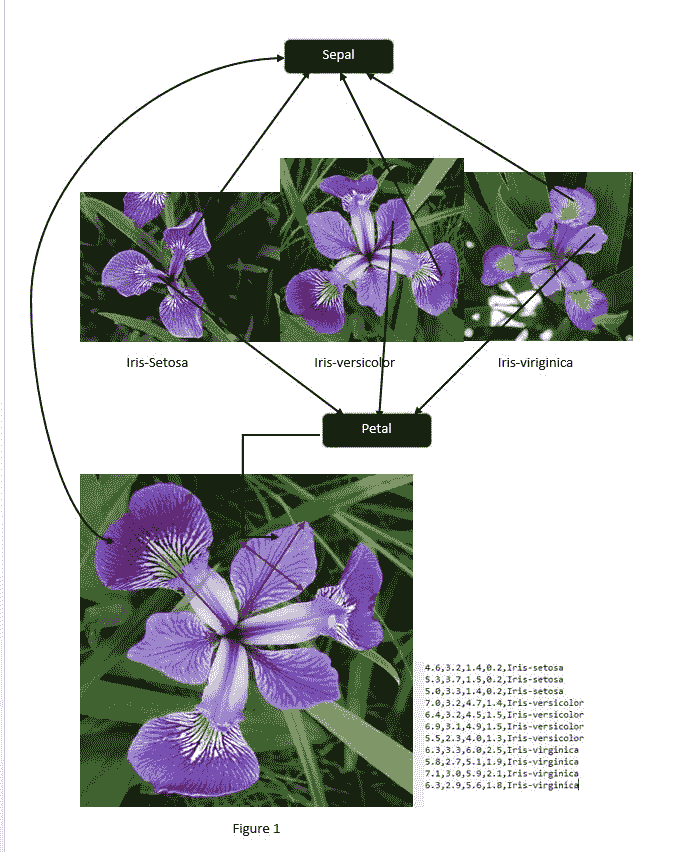 Sepal
Iris-Setosa
Iris-versicolor
Iris-viriginica
Petal
4.6,3.2,1.4,0.2,Iris-setosa
5.3,3.7,1.5,0.2,Iris-setosa
5.0,3.3,1.4,0.2,Iris-setosa
7.0,3.2,4.7,1.4,Iris-versicolor
6.4,3.2,4.5,1.5,Iris-versicolor
6.9,3.1,4.9,1.5,Iris-versicolor
5.5,2.3,4.0,1.3,Iris-versicolor
6.3,3.3,6.0,2.5,Iris-virginica
5.8,2.7,5.1,1.9,Iris-virginica
7.1,3.0,5.9,2.1,Iris-virginica
6.3,2.9,5.6,1.8,Iris-virginica
Figure 1